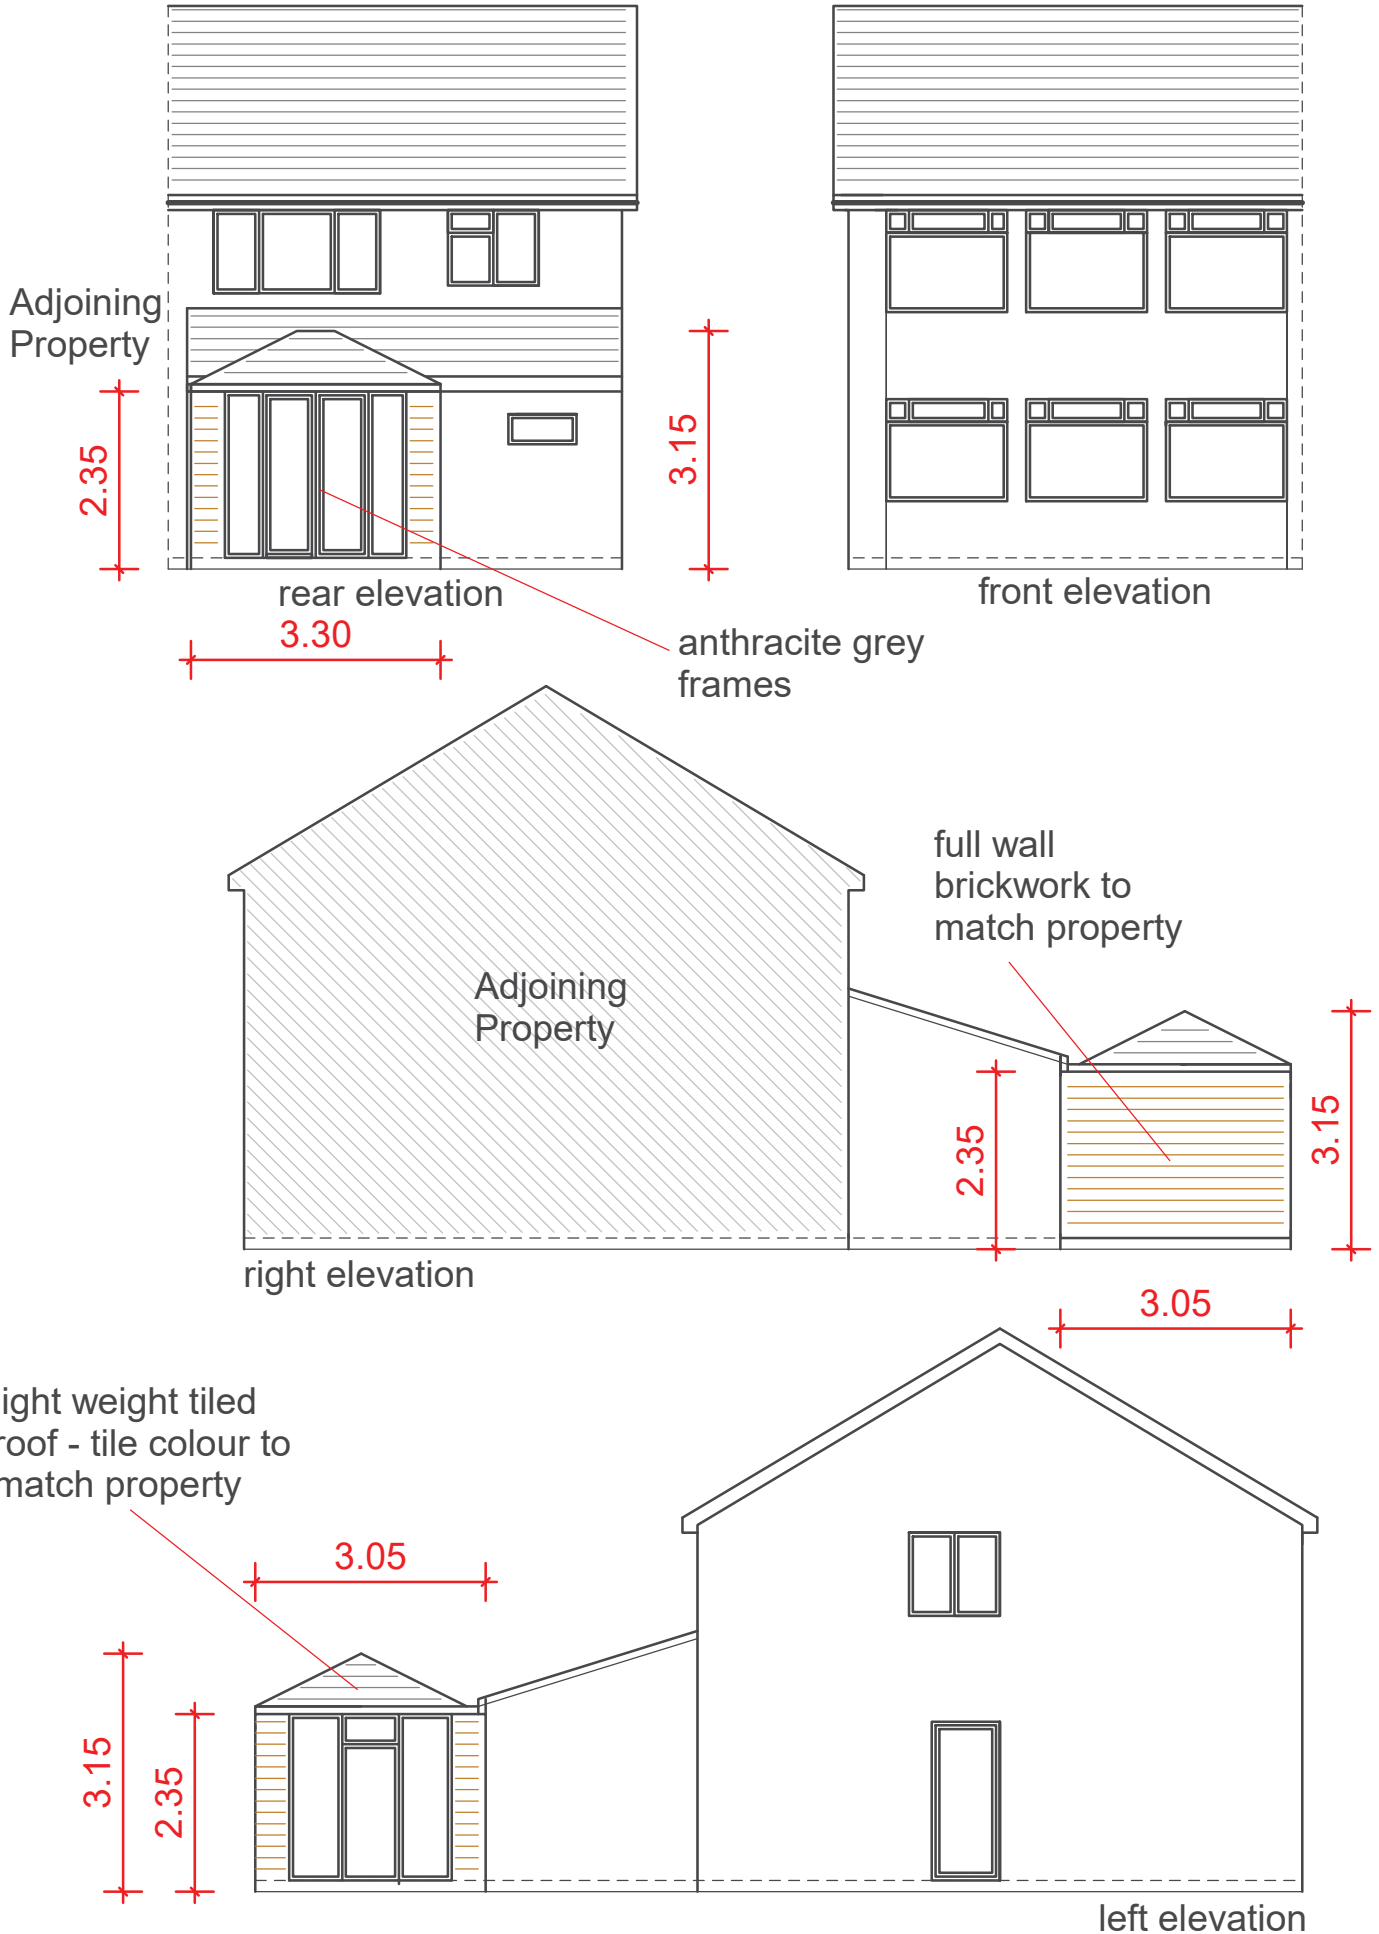 Adjoining
Property
2.35
3.15
rear elevation
3.30
front elevation
anthracite grey
frames
full wall
brickwork to
match property
Adjoining
Property
2.35
3.15
right elevation
3.05
ight weight tiled
roof - tile colour to
match property
3.05
3.15
2.35
left elevation